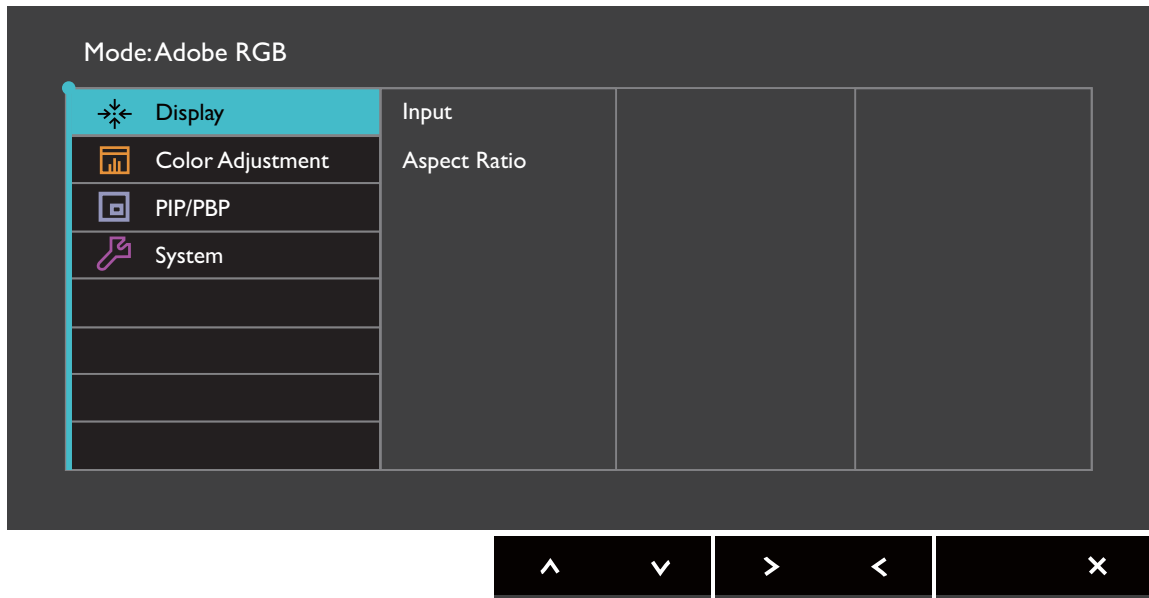 Mode: Adobe RGB
Display
Input
Color Adjustment
Aspect Ratio
PIP/PBP
System